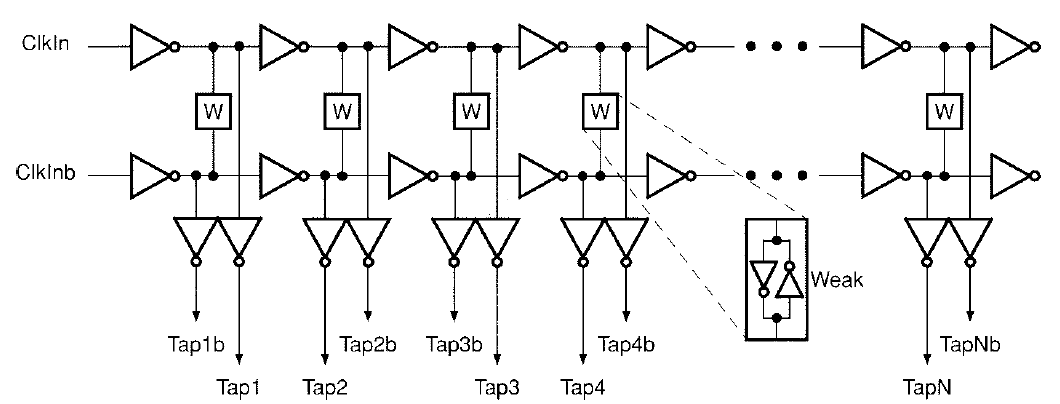 ClkIn
W W W W W
ClkInb
Weak
Tap1b Tap2b Tap3b Tap4b TapNb
Tap1 Tap2 Tap3 Tap4 TapN